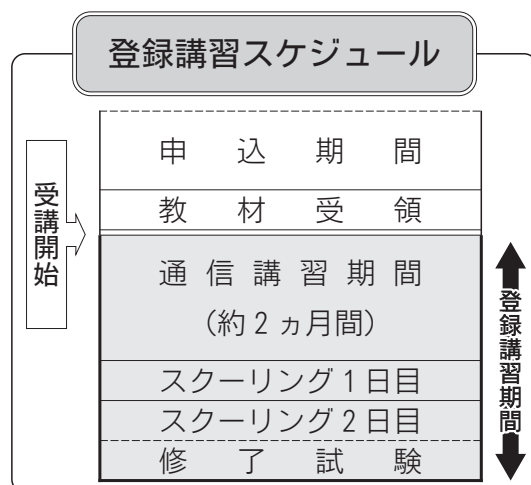 登録講習スケジュール
受講開始
申込期間
教材受領
通信講習期間
（約2ヵ月間）
スクーリング1日目
スクーリング2日目
修了試験
登録講習期間